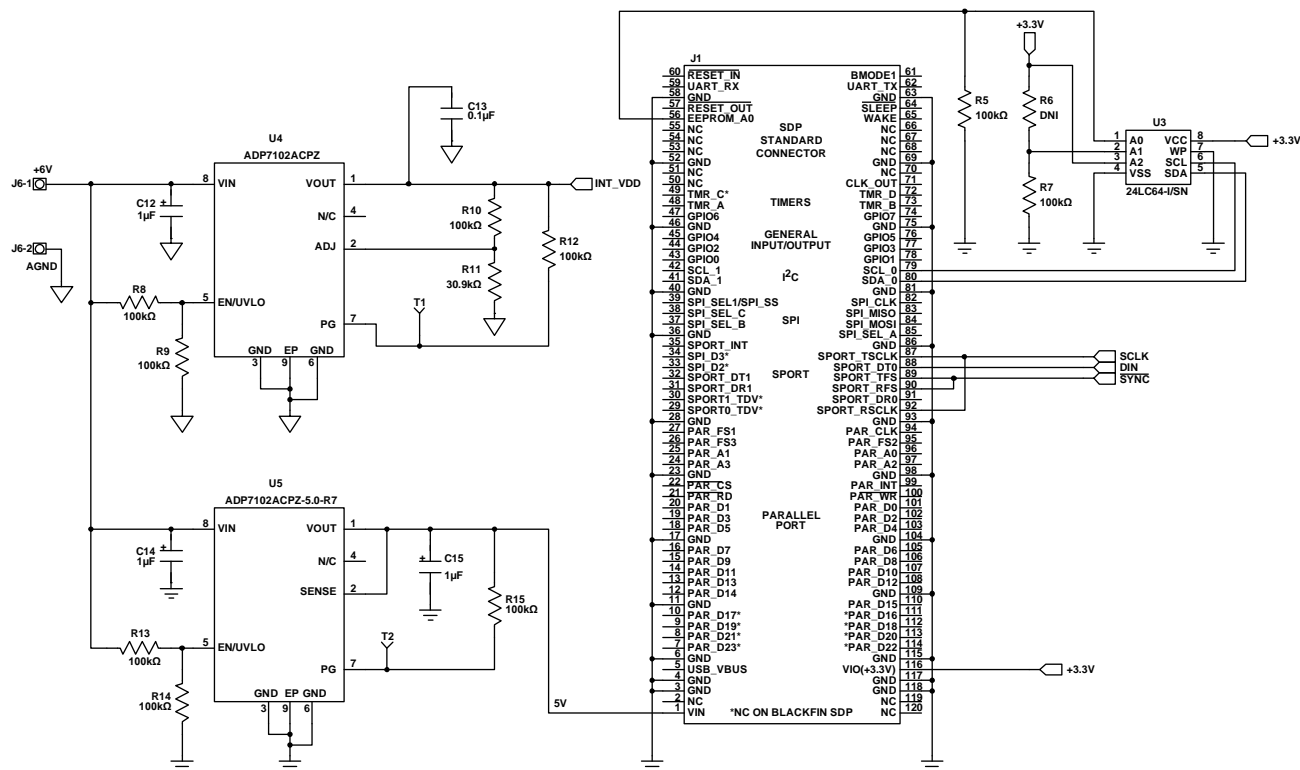 +3.3V
J1
60 RESET_IN BMODE1 61
59 UART_RX UART_TX 62
58 GND GND 63
57 RESET_OUT SLEEP 64
56 EEPROM_A0 WAKE 65
55 NC SDP NC 66
54 NC STANDARD NC 67
53 NC CONNECTOR NC 68
52 GND GND 69
51 NC NC 70
50 NC CLK_OUT 71
49 TMR_C* TMR_D 72
48 TMR_A TIMERS TMR_B 73
47 GPIO6 GPIO7 74
46 GND GND 75
45 GPIO4 GENERAL GPIO5 76
44 GPIO2 INPUT/OUTPUT GPIO3 77
43 GPIO0 GPIO1 78
42 SCL_1 I2C SCL_0 79
41 SDA_1 SDA_0 80
40 GND GND 81
39 SPI_SEL1/SPI_SS SPI_CLK 82
38 SPI_SEL_C SPI_MISO 83
37 SPI_SEL_B SPI SPI_MOSI 84
36 GND SPI_SEL_A 85
35 SPORT_INT GND 86
34 SPI_D3* SPORT_TSCLK 87
33 SPI_D2* SPORT_DT0 88
32 SPORT_DT1 SPORT SPORT_TFS 89
31 SPORT_DR1 SPORT_RFS 90
30 SPORT1_TDV* SPORT_DR0 91
29 SPORT0_TDV* SPORT_RSCLK 92
28 GND GND 93
27 PAR_FS1 PAR_CLK 94
26 PAR_FS3 PAR_FS2 95
25 PAR_A1 PAR_A0 96
24 PAR_A3 PAR_A2 97
23 GND GND 98
22 PAR_CS PAR_INT 99
21 PAR_RD PAR_WR 100
20 PAR_D1 PAR_D0 101
19 PAR_D3 PARALLEL PAR_D2 102
18 PAR_D5 PORT PAR_D4 103
17 GND GND 104
16 PAR_D7 PAR_D6 105
15 PAR_D9 PAR_D8 106
14 PAR_D11 PAR_D10 107
13 PAR_D13 PAR_D12 108
12 PAR_D14 GND 109
11 GND PAR_D15 110
10 PAR_D17* *PAR_D16 111
9 PAR_D19* *PAR_D18 112
8 PAR_D21* *PAR_D20 113
7 PAR_D23* *PAR_D22 114
6 GND GND 115
5 USB_VBUS VIO(+3.3V) 116
4 GND GND 117
3 GND GND 118
2 NC NC 119
1 VIN *NC ON BLACKFIN SDP NC 120
+3.3V
SCLK
DIN
SYNC
R5
100kΩ
R6
DNI
R7
100kΩ
U3
1 A0 VCC 8
2 A1 WP 7
3 A2 SCL 6
4 VSS SDA 5
24LC64-I/SN
+3.3V
C13
0.1µF
U4
ADP7102ACPZ
+6V
J6-1
J6-2
AGND
C12
+
1µF
8 VIN VOUT 1
N/C 4
ADJ 2
5 EN/UVLO
PG 7
GND EP GND
3 9 6
INT_VDD
R10
100kΩ
R11
30.9kΩ
R12
100kΩ
T1
R8
100kΩ
R9
100kΩ
U5
ADP7102ACPZ-5.0-R7
8 VIN VOUT 1
N/C 4
SENSE 2
5 EN/UVLO
PG 7
GND EP GND
3 9 6
C14
+
1µF
C15
+
1µF
R15
100kΩ
T2
R13
100kΩ
R14
100kΩ
5V